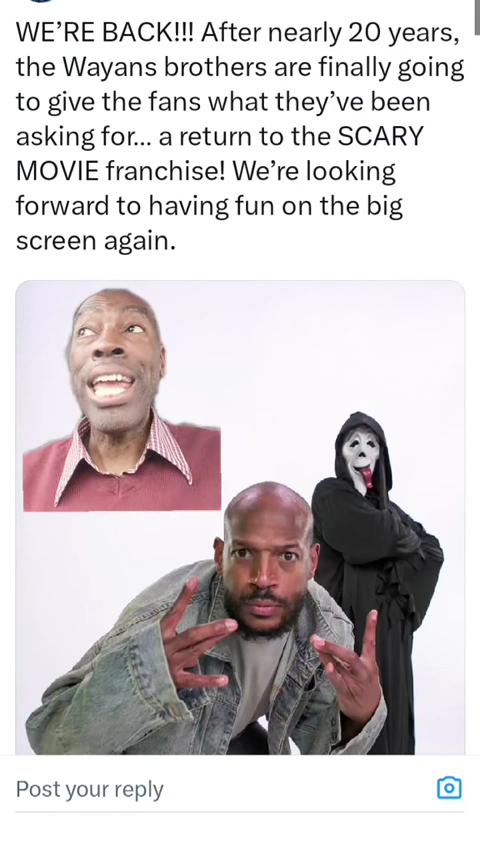 WE’RE BACK!!! After nearly 20 years,
the Wayans brothers are finally going
to give the fans what they’ve been
asking for... a return to the SCARY
MOVIE franchise! We’re looking
forward to having fun on the big
screen again.
Post your reply